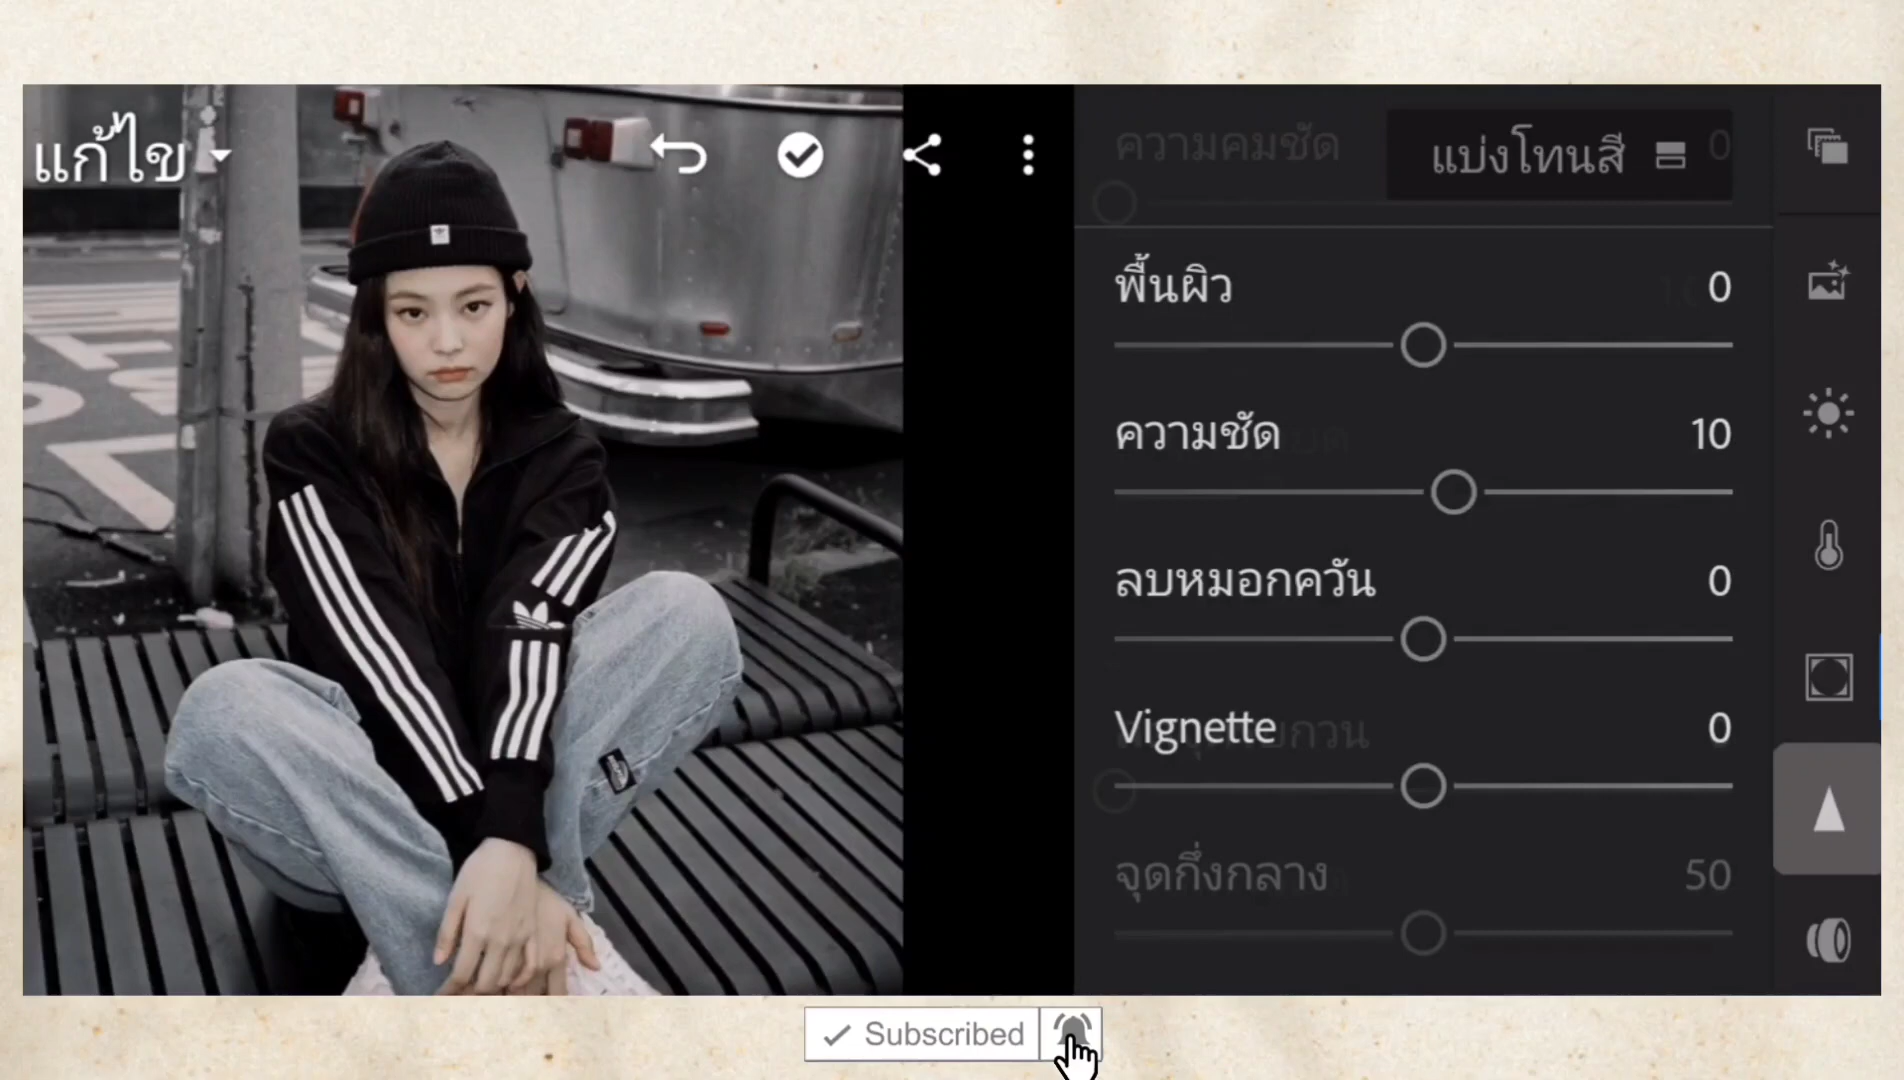 แก้ไข
ความคมชัด 0
แบ่งโทนสี
พื้นผิว 0
ความชัด 10
ลบหมอกควัน 0
Vignette 0
จุดกึ่งกลาง 50
Subscribed